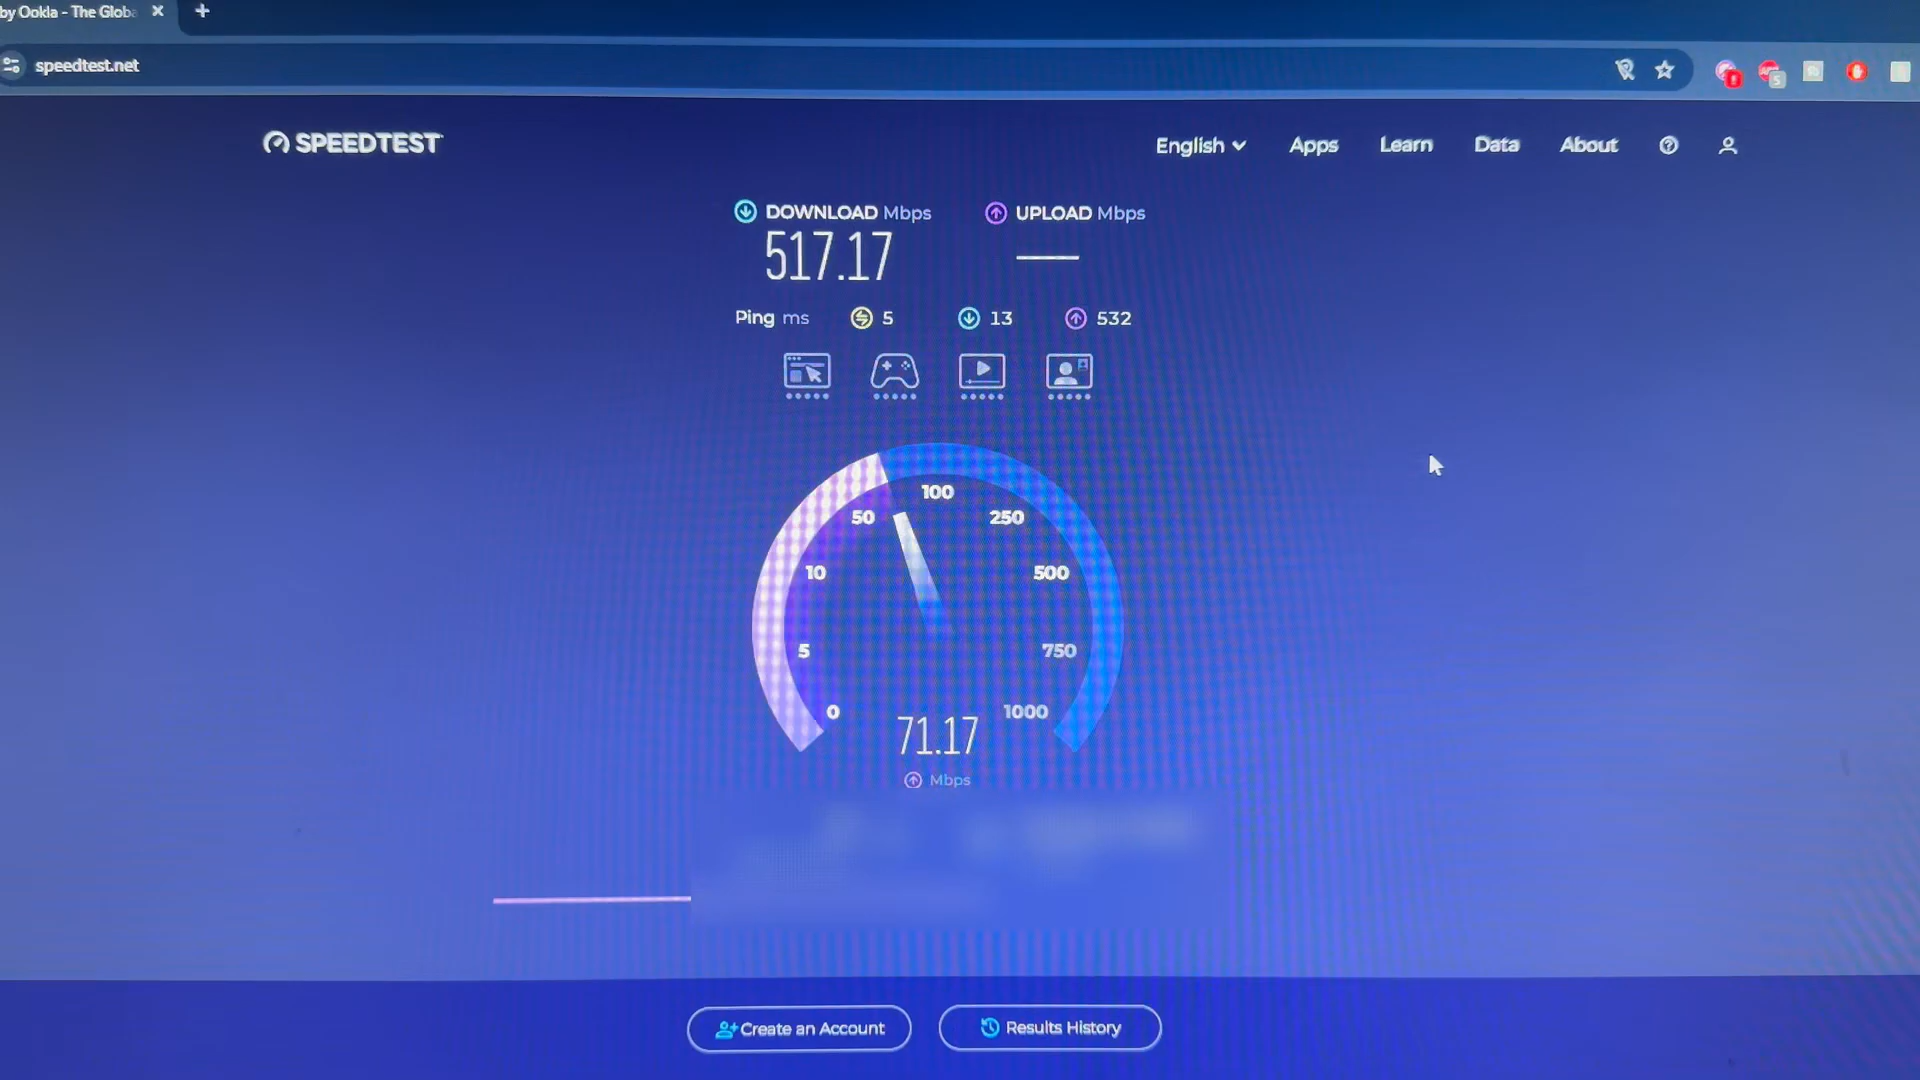 by Ookla - The Globa
speedtest.net
SPEEDTEST
English Apps Learn Data About
DOWNLOAD Mbps UPLOAD Mbps
517.17
Ping ms 5 13 532
100
50 250
10 500
5 750
0 1000
71.17
Mbps
Create an Account Results History